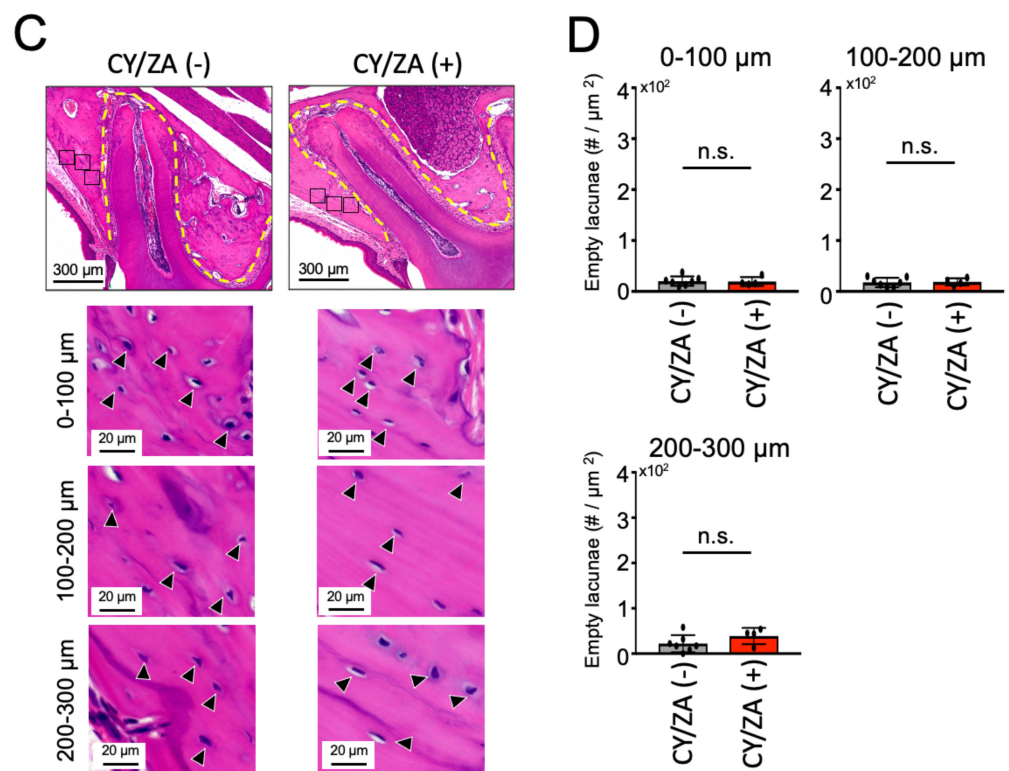 C
CY/ZA (-)
CY/ZA (+)
300 µm
300 µm
0-100 µm
20 µm
20 µm
100-200 µm
20 µm
20 µm
200-300 µm
20 µm
20 µm
D
0-100 µm
Empty lacunae (# / µm ²)
x10²
4
3
2
1
0
n.s.
CY/ZA (-)
CY/ZA (+)
100-200 µm
x10²
4
3
2
1
0
n.s.
CY/ZA (-)
CY/ZA (+)
200-300 µm
Empty lacunae (# / µm ²)
x10²
4
3
2
1
0
n.s.
CY/ZA (-)
CY/ZA (+)